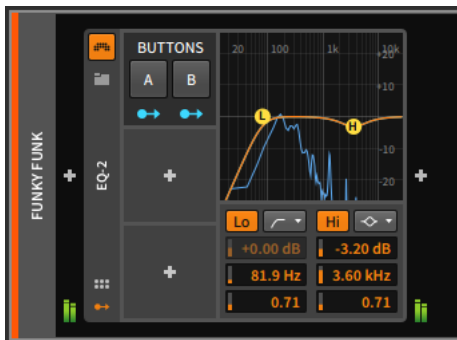 FUNKY FUNK
EQ-2
BUTTONS
A B
20 100 1k 10k
+20
+10
-10
-20
L
H
Lo Hi
+0.00 dB -3.20 dB
81.9 Hz 3.60 kHz
0.71 0.71